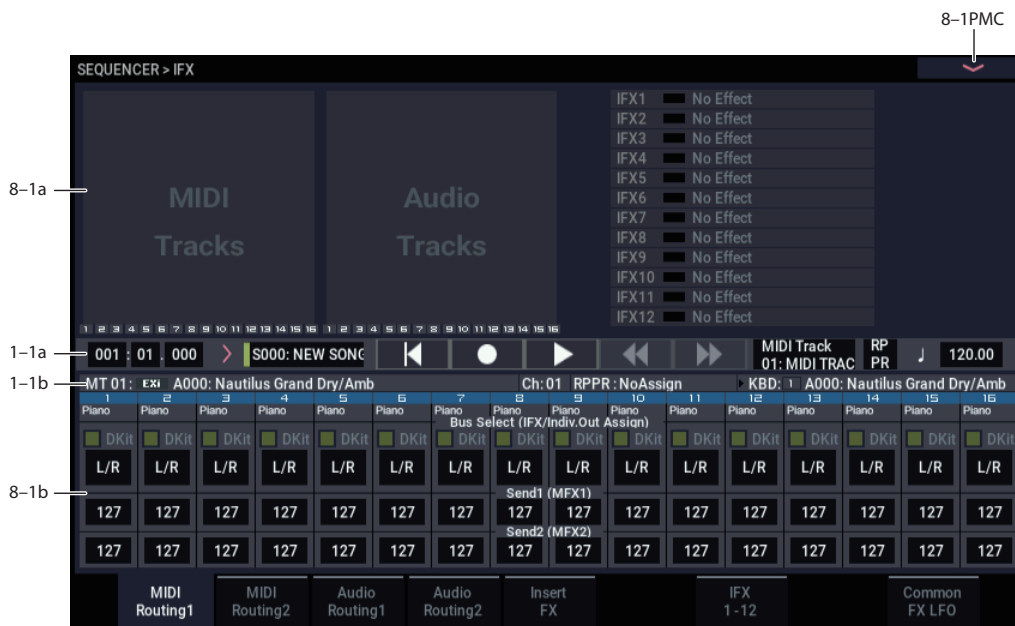 8–1PMC
SEQUENCER > IFX
8–1a
MIDI
Tracks
1 2 3 4 5 6 7 8 9 10 11 12 13 14 15 16
Audio
Tracks
1 2 3 4 5 6 7 8 9 10 11 12 13 14 15 16
IFX1 No Effect
IFX2 No Effect
IFX3 No Effect
IFX4 No Effect
IFX5 No Effect
IFX6 No Effect
IFX7 No Effect
IFX8 No Effect
IFX9 No Effect
IFX10 No Effect
IFX11 No Effect
IFX12 No Effect
1–1a
001 : 01 . 000 S000: NEW SONG
MIDI Track
01: MIDI TRAC
RP
PR
♩ 120.00
1–1b
MT 01: EXi A000: Nautilus Grand Dry/Amb Ch:01 RPPR:NoAssign KBD: 1 A000: Nautilus Grand Dry/Amb
1 2 3 4 5 6 7 8 9 10 11 12 13 14 15 16
Piano Piano Piano Piano Piano Piano Piano Piano Piano Piano Piano Piano Piano Piano Piano Piano
Bus Select (IFX/Indiv.Out Assign)
DKit DKit DKit DKit DKit DKit DKit DKit DKit DKit DKit DKit DKit DKit DKit DKit
L/R L/R L/R L/R L/R L/R L/R L/R L/R L/R L/R L/R L/R L/R L/R L/R
8–1b
Send1 (MFX1)
127 127 127 127 127 127 127 127 127 127 127 127 127 127 127 127
Send2 (MFX2)
127 127 127 127 127 127 127 127 127 127 127 127 127 127 127 127
MIDI
Routing1
MIDI
Routing2
Audio
Routing1
Audio
Routing2
Insert
FX
IFX
1-12
Common
FX LFO